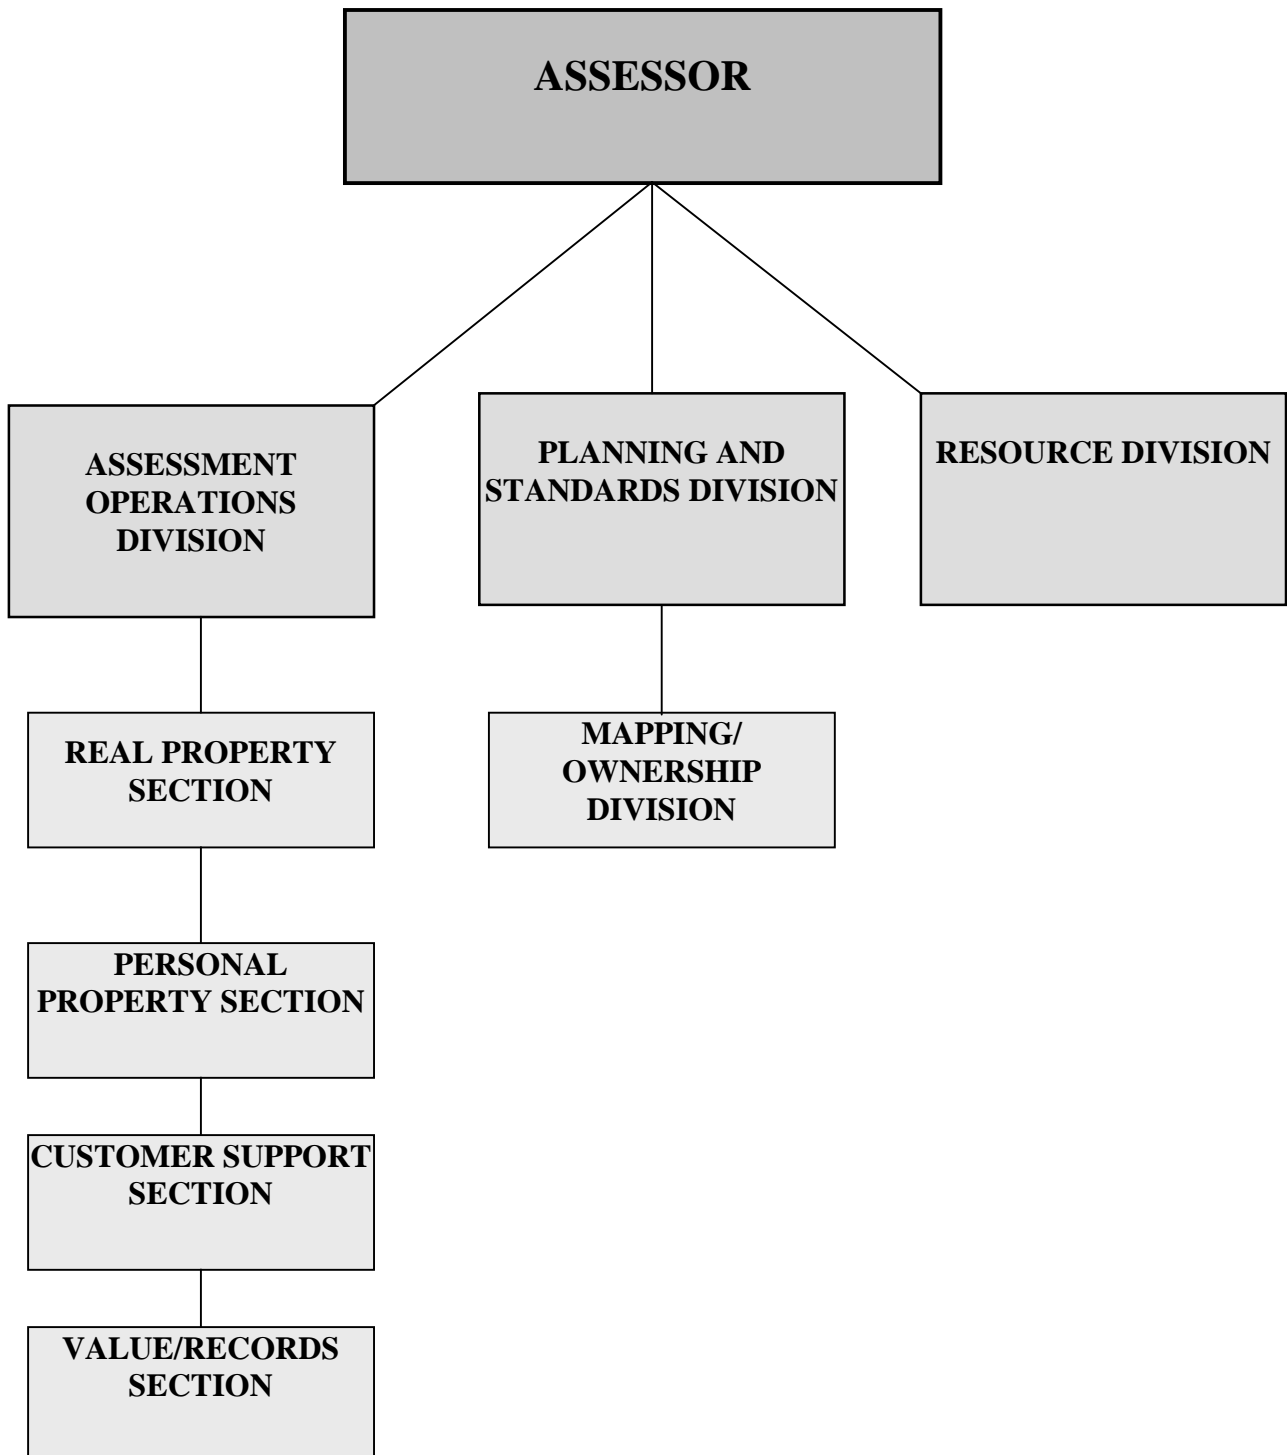 ASSESSOR
ASSESSMENT
OPERATIONS
DIVISION
PLANNING AND
STANDARDS DIVISION
RESOURCE DIVISION
REAL PROPERTY
SECTION
MAPPING/
OWNERSHIP
DIVISION
PERSONAL
PROPERTY SECTION
CUSTOMER SUPPORT
SECTION
VALUE/RECORDS
SECTION